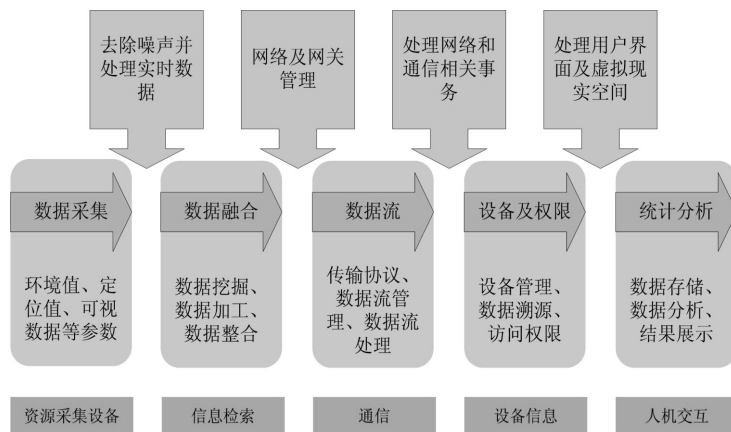 去除噪声并
处理实时数
据
网络及网关
管理
处理网络和
通信相关事
务
处理用户界
面及虚拟现
实空间
数据采集
数据融合
数据流
设备及权限
统计分析
环境值、定
位值、可视
数据等参数
数据挖掘、
数据加工、
数据整合
传输协议、
数据流管
理、数据流
处理
设备管理、
数据溯源、
访问权限
数据存储、
数据分析、
结果展示
资源采集设备
信息检索
通信
设备信息
人机交互